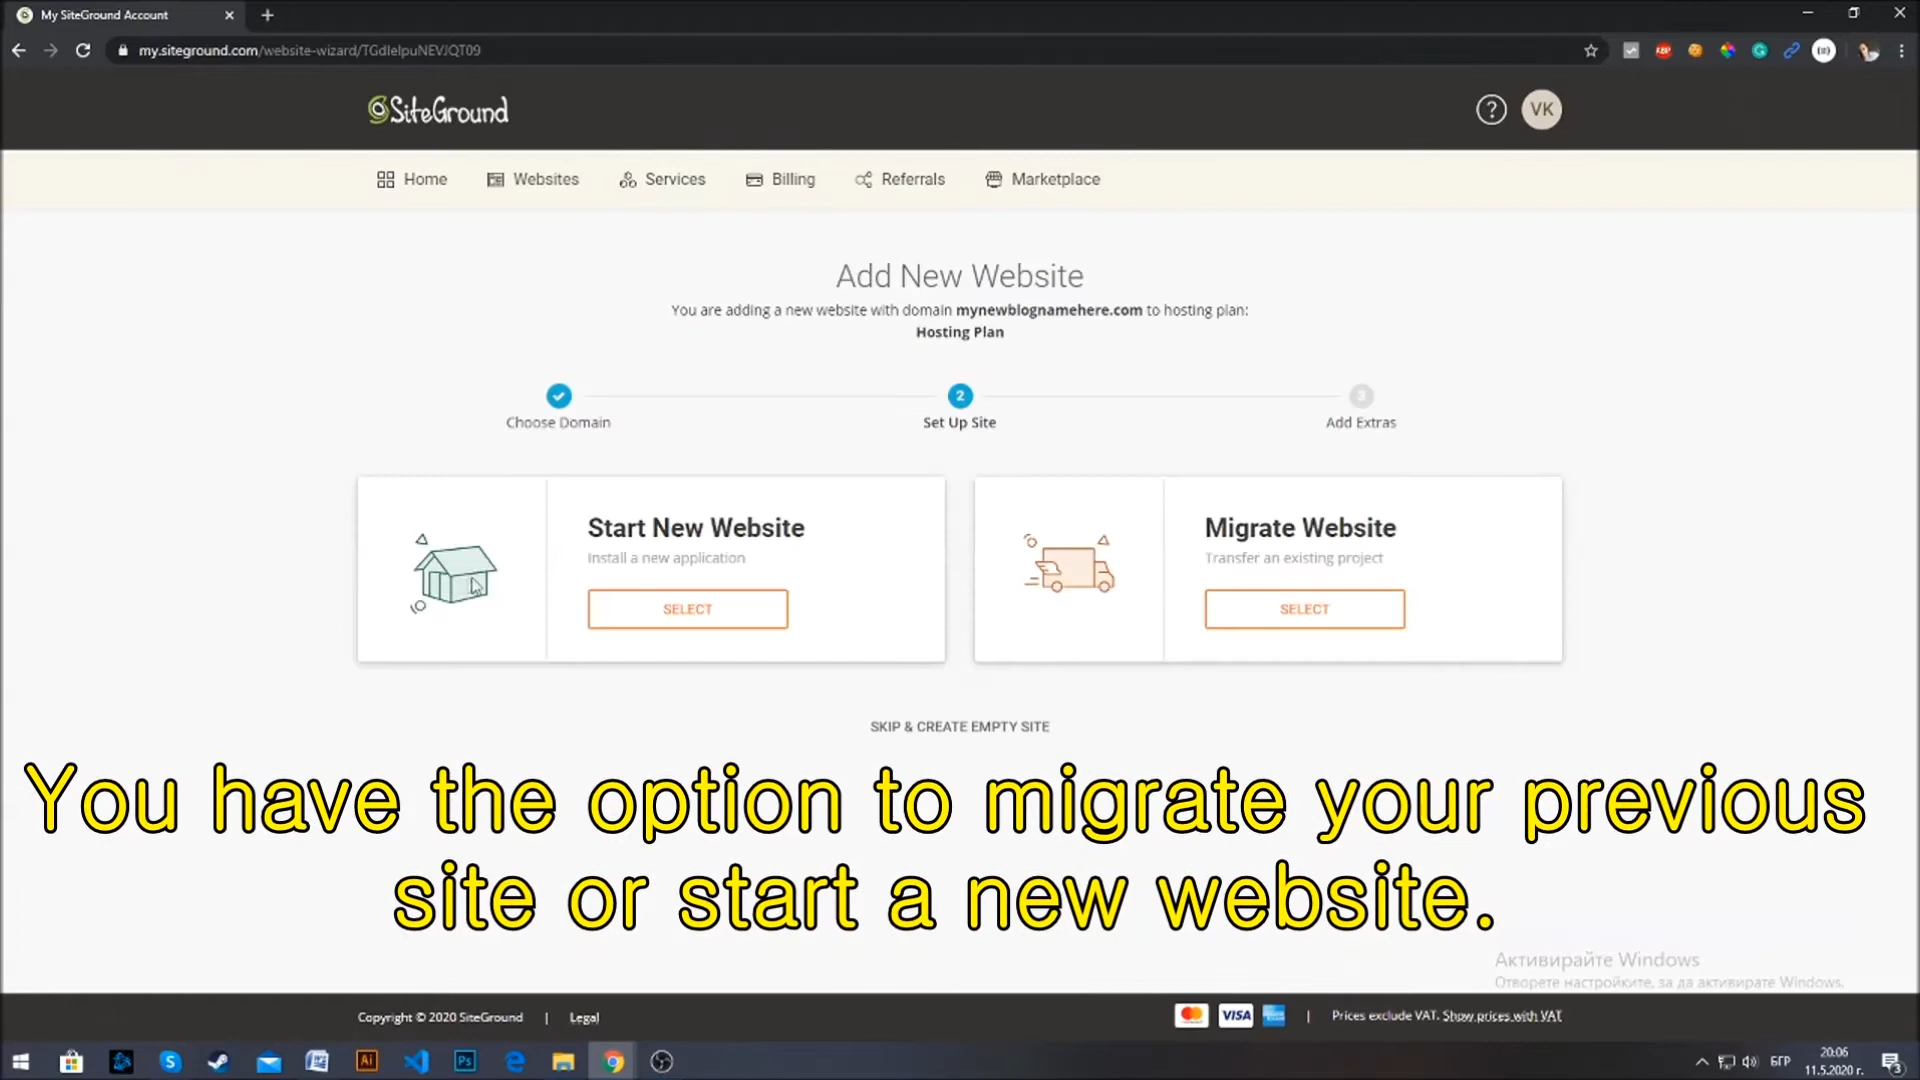 My SiteGround Account
my.siteground.com/website-wizard/TGdIeIpuNEVJQT09
SiteGround
VK
Home Websites Services Billing Referrals Marketplace
Add New Website
You are adding a new website with domain mynewblognamehere.com to hosting plan:
Hosting Plan
2 3
Choose Domain Set Up Site Add Extras
Start New Website
Install a new application
SELECT
Migrate Website
Transfer an existing project
SELECT
SKIP & CREATE EMPTY SITE
You have the option to migrate your previous
site or start a new website.
Активирайте Windows
Отворете настройките, за да активирате Windows.
Copyright © 2020 SiteGround | Legal
VISA | Prices exclude VAT. Show prices with VAT
БГР
20:06
11.5.2020 г.
3